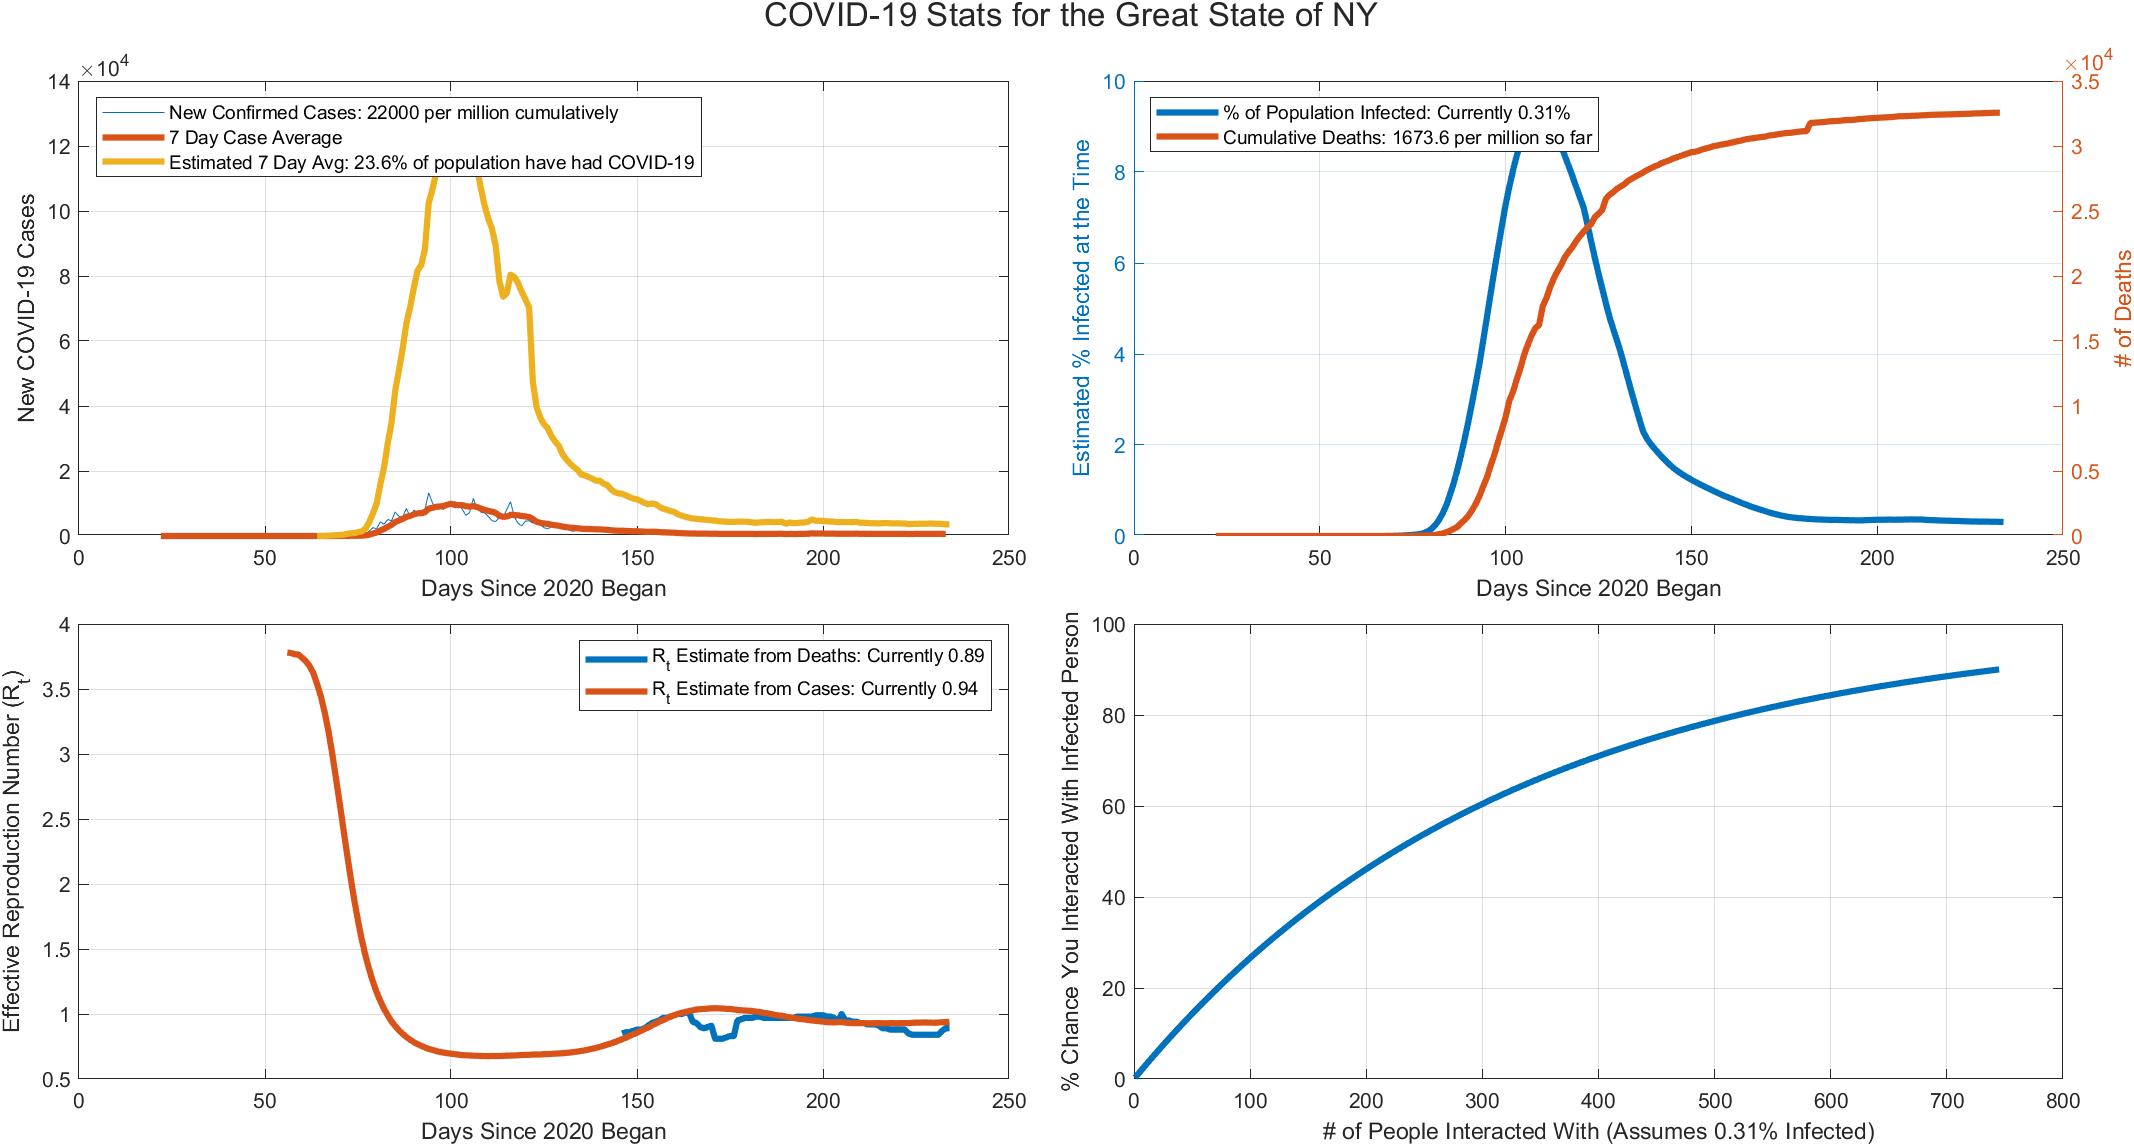 COVID-19 Stats for the Great State of NY
×10⁴
14
12
10
8
6
4
2
0
New COVID-19 Cases
New Confirmed Cases: 22000 per million cumulatively
7 Day Case Average
Estimated 7 Day Avg: 23.6% of population have had COVID-19
0 50 100 150 200 250
Days Since 2020 Began
10
8
6
4
2
0
Estimated % Infected at the Time
% of Population Infected: Currently 0.31%
Cumulative Deaths: 1673.6 per million so far
×10⁴
3.5
3
2.5
2
1.5
1
0.5
0
# of Deaths
0 50 100 150 200 250
Days Since 2020 Began
4
3.5
3
2.5
2
1.5
1
0.5
Effective Reproduction Number (Rt)
Rt Estimate from Deaths: Currently 0.89
Rt Estimate from Cases: Currently 0.94
0 50 100 150 200 250
Days Since 2020 Began
100
80
60
40
20
0
% Chance You Interacted With Infected Person
0 100 200 300 400 500 600 700 800
# of People Interacted With (Assumes 0.31% Infected)